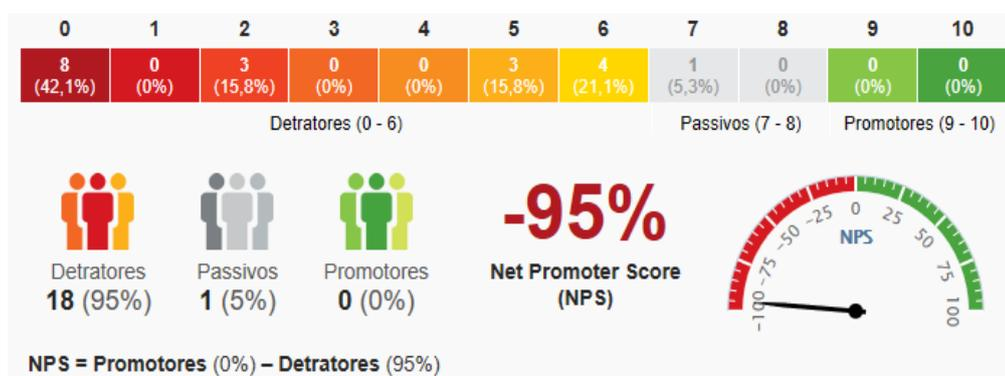 0 1 2 3 4 5 6 7 8 9 10
8 0 3 0 0 3 4 1 0 0 0
(42,1%) (0%) (15,8%) (0%) (0%) (15,8%) (21,1%) (5,3%) (0%) (0%) (0%)
Detratores (0 - 6) Passivos (7 - 8) Promotores (9 - 10)
Detratores
18 (95%)
Passivos
1 (5%)
Promotores
0 (0%)
-95%
Net Promoter Score
(NPS)
-100 -75 -50 -25 0 25 50 75 100
NPS
NPS = Promotores (0%) – Detratores (95%)